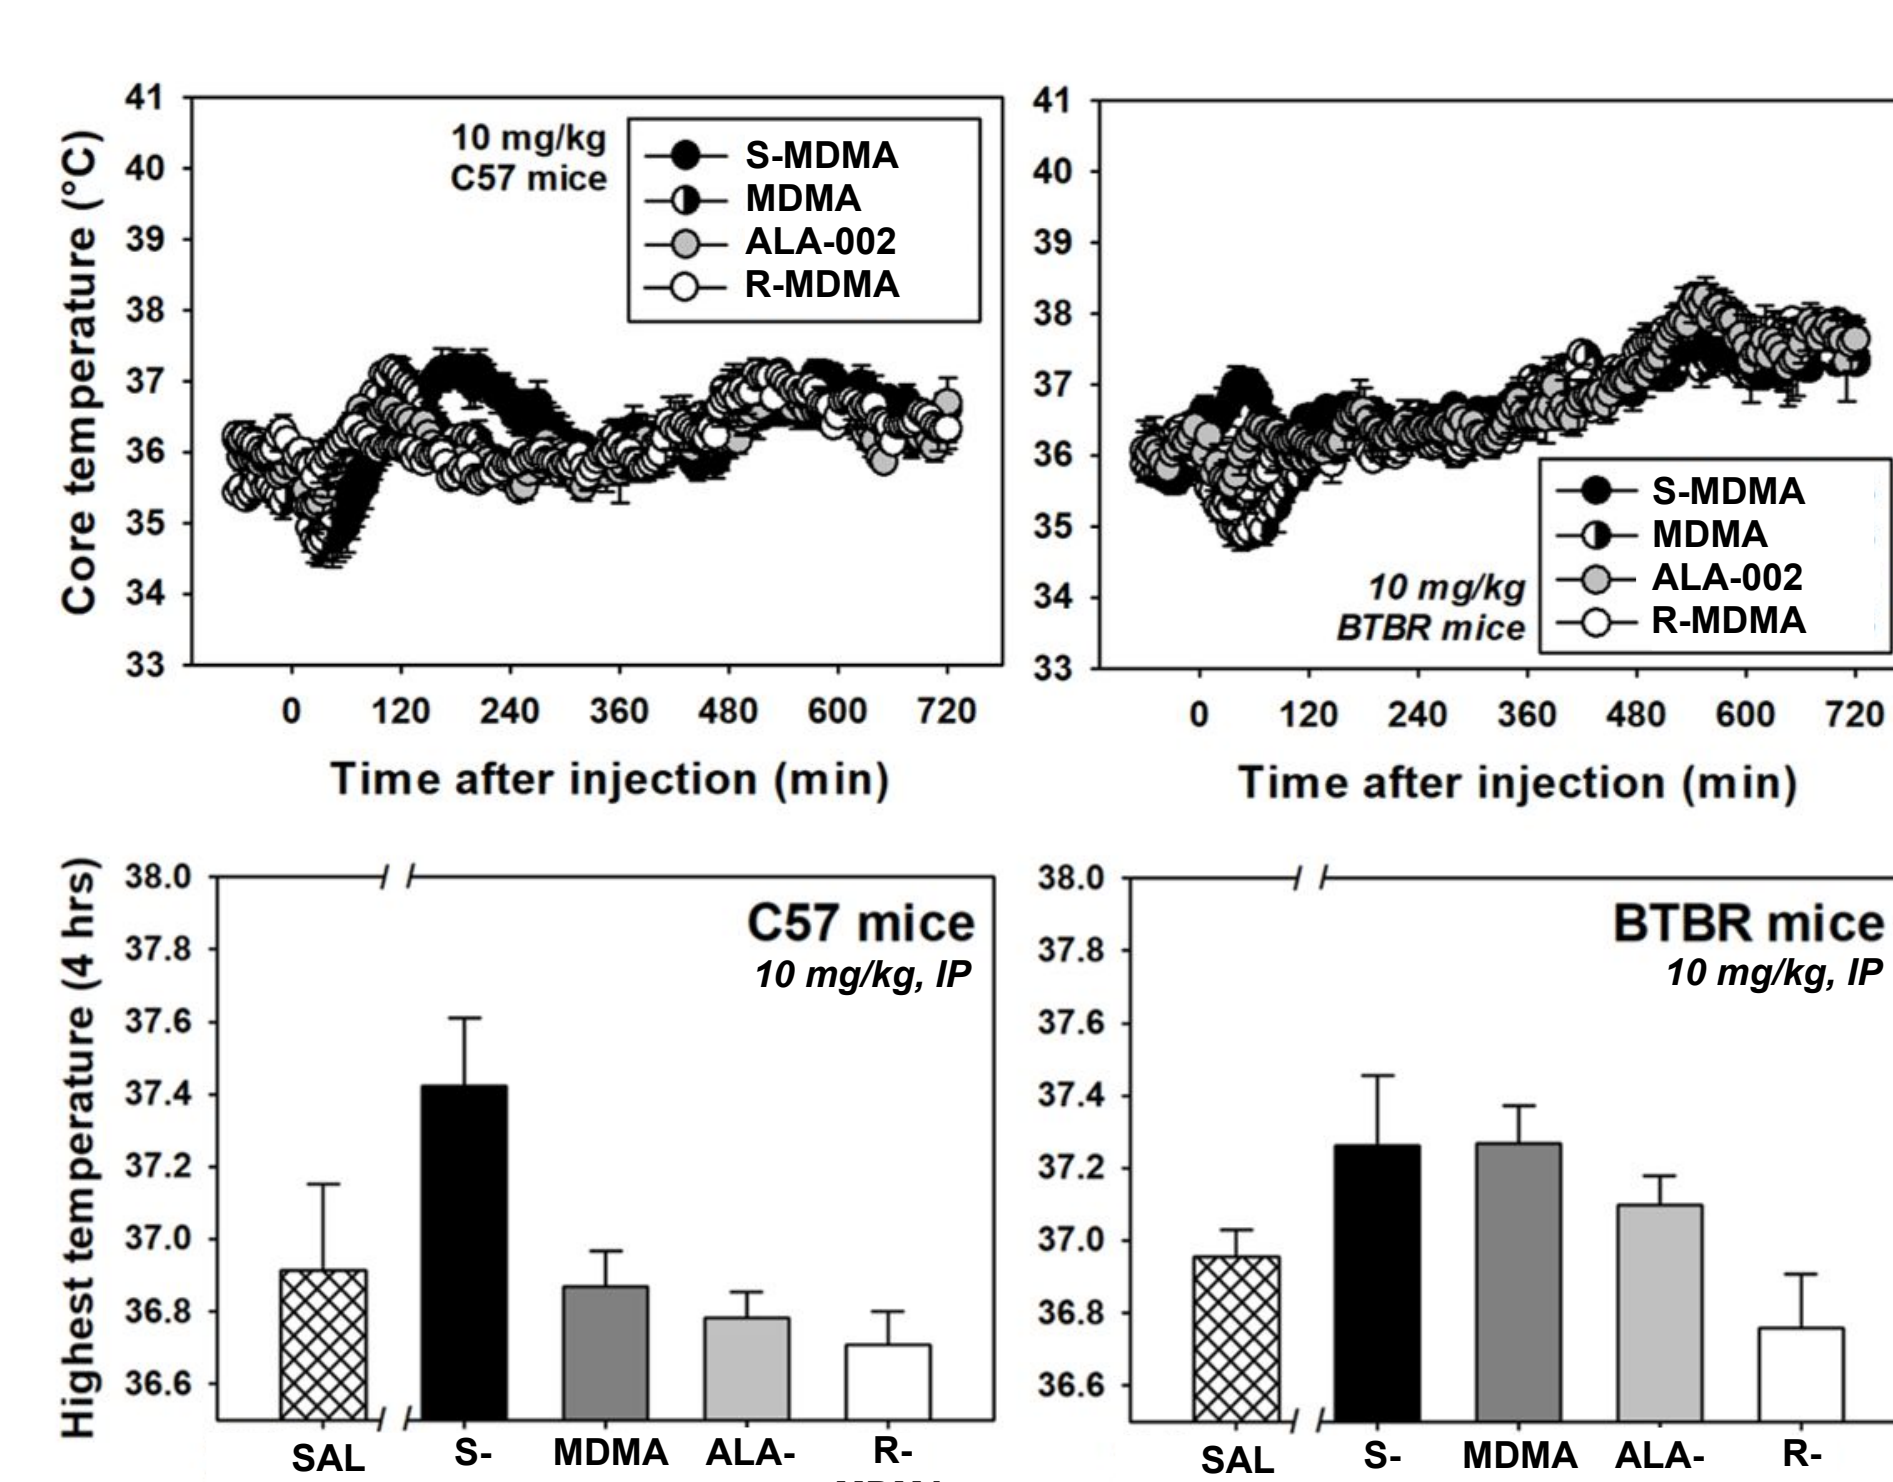 41
40
39
38
37
36
35
34
33
Core temperature (°C)
10 mg/kg
C57 mice
S-MDMA
MDMA
ALA-002
R-MDMA
0 120 240 360 480 600 720
Time after injection (min)
41
40
39
38
37
36
35
34
33
S-MDMA
MDMA
ALA-002
R-MDMA
10 mg/kg
BTBR mice
0 120 240 360 480 600 720
Time after injection (min)
Highest temperature (4 hrs)
38.0
37.8
37.6
37.4
37.2
37.0
36.8
36.6
C57 mice
10 mg/kg, IP
SAL S- MDMA ALA- R-
38.0
37.8
37.6
37.4
37.2
37.0
36.8
36.6
BTBR mice
10 mg/kg, IP
SAL S- MDMA ALA- R-